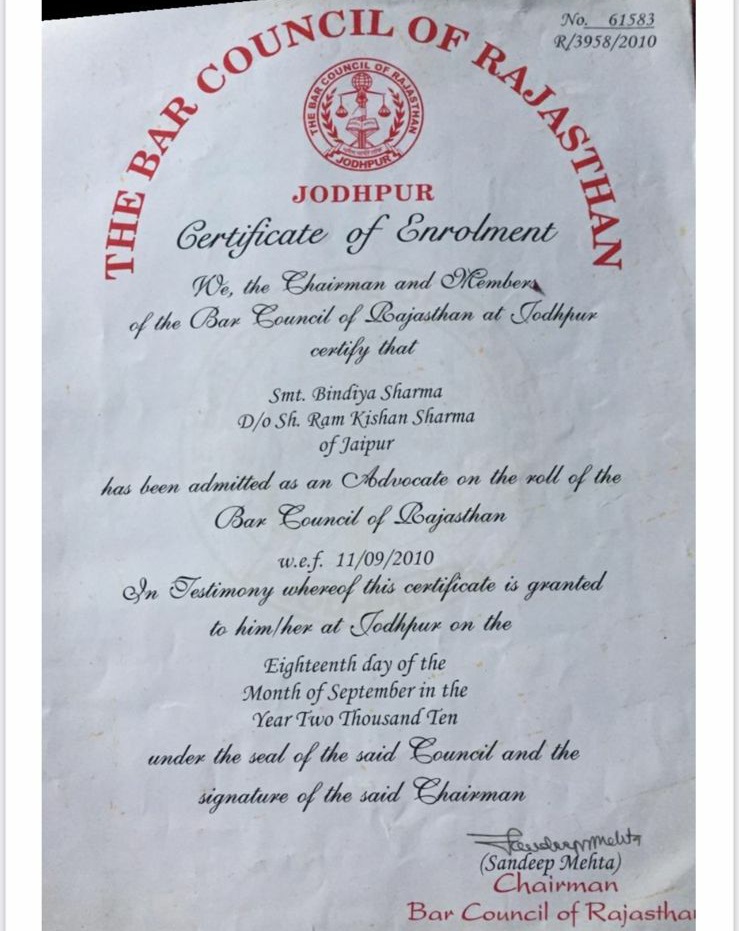 No. 61583
R/3958/2010
THE BAR COUNCIL OF RAJASTHAN
THE BAR COUNCIL OF RAJASTHAN
JODHPUR
JODHPUR
Certificate of Enrolment
We, the Chairman and Members
of the Bar Council of Rajasthan at Jodhpur
certify that
Smt. Bindiya Sharma
D/o Sh. Ram Kishan Sharma
of Jaipur
has been admitted as an Advocate on the roll of the
Bar Council of Rajasthan
w.e.f. 11/09/2010
In Testimony whereof this certificate is granted
to him/her at Jodhpur on the
Eighteenth day of the
Month of September in the
Year Two Thousand Ten
under the seal of the said Council and the
signature of the said Chairman
Sandeep Mehta
(Sandeep Mehta)
Chairman
Bar Council of Rajasthan